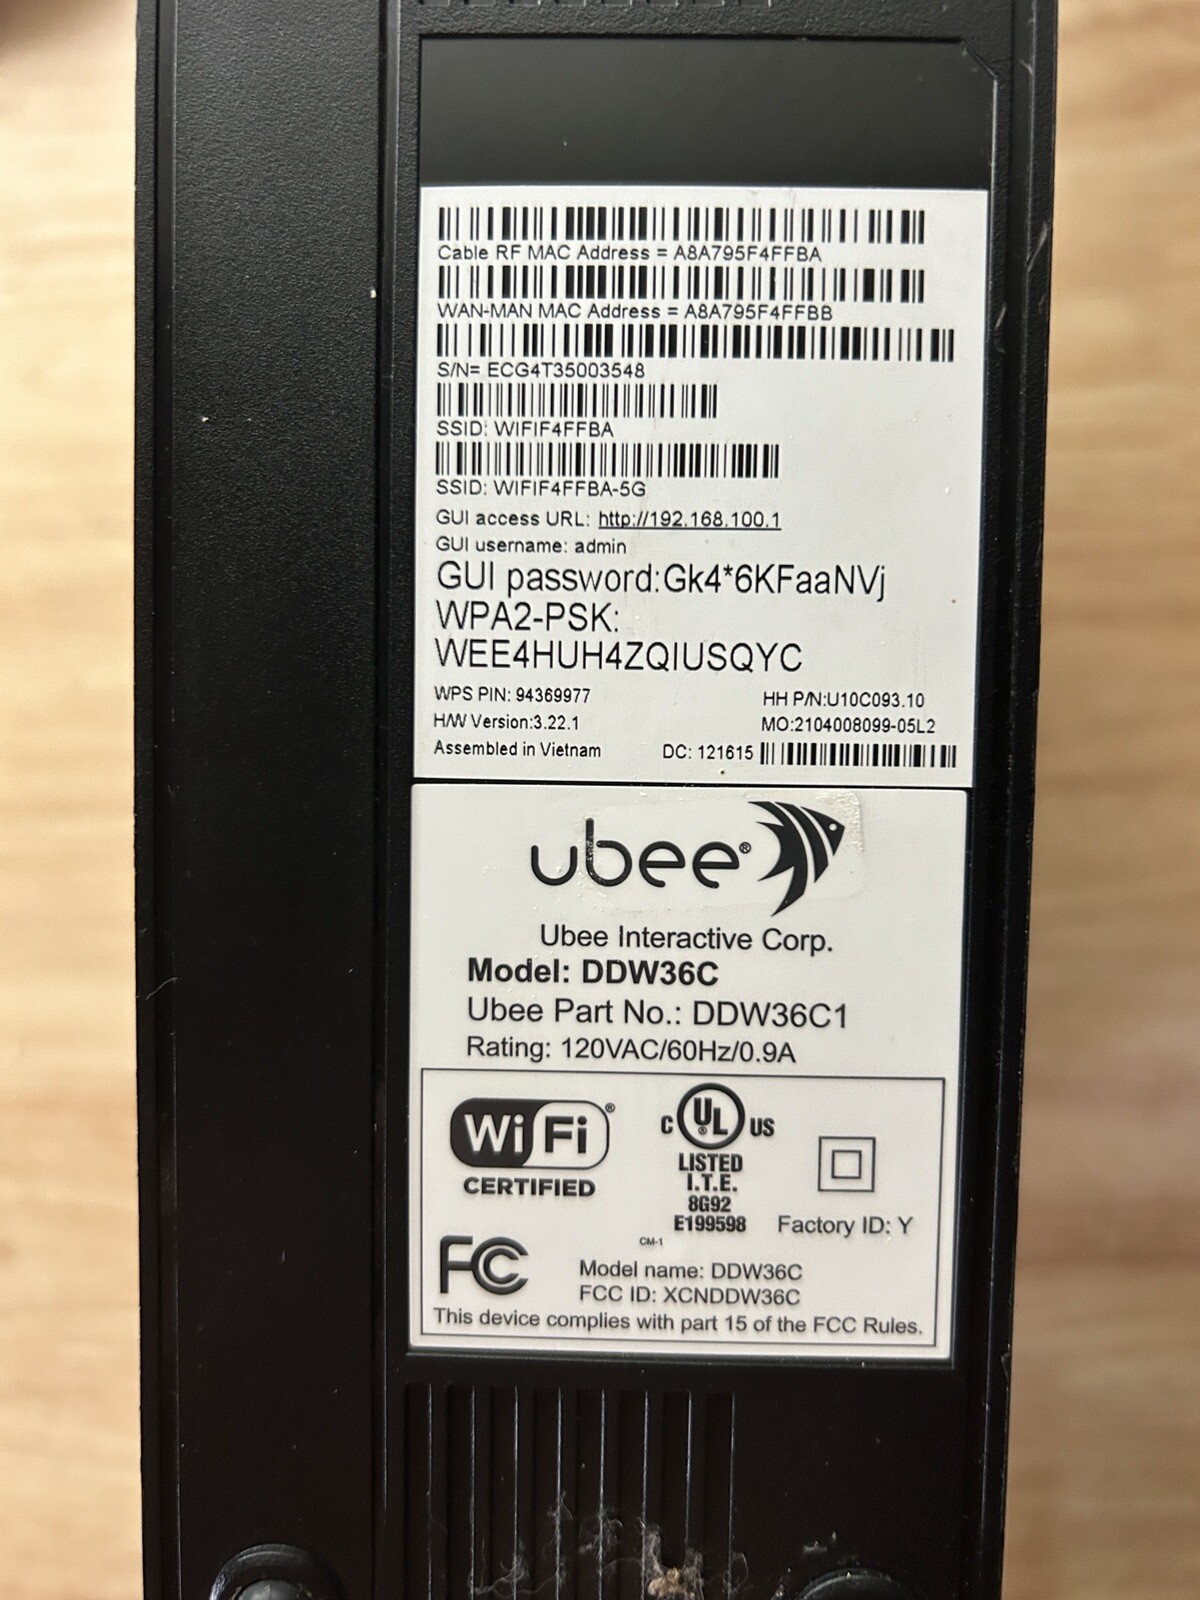 Cable RF MAC Address = A8A795F4FFBA
WAN-MAN MAC Address = A8A795F4FFBB
S/N= ECG4T35003548
SSID: WIFIF4FFBA
SSID: WIFIF4FFBA-5G
GUI access URL: http://192.168.100.1
GUI username: admin
GUI password:Gk4*6KFaaNVj
WPA2-PSK:
WEE4HUH4ZQIUSQYC
WPS PIN: 94369977 HH P/N:U10C093.10
H/W Version:3.22.1 MO:2104008099-05L2
Assembled in Vietnam DC: 121615
ubee®
Ubee Interactive Corp.
Model: DDW36C
Ubee Part No.: DDW36C1
Rating: 120VAC/60Hz/0.9A
Wi Fi®
CERTIFIED
C UL® US
LISTED
I.T.E.
8G92
E199598
Factory ID: Y
CM-1
FC
Model name: DDW36C
FCC ID: XCNDDW36C
This device complies with part 15 of the FCC Rules.